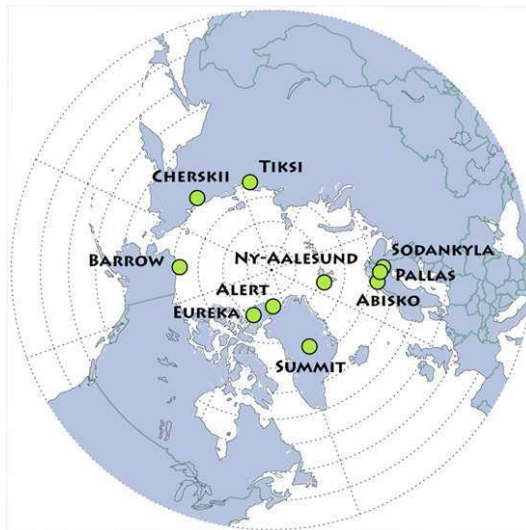 TIKSI
CHERSKII
SODANKYLA
BARROW
NY-AALESUND
PALLAS
ALERT
ABISKO
EUREKA
SUMMIT